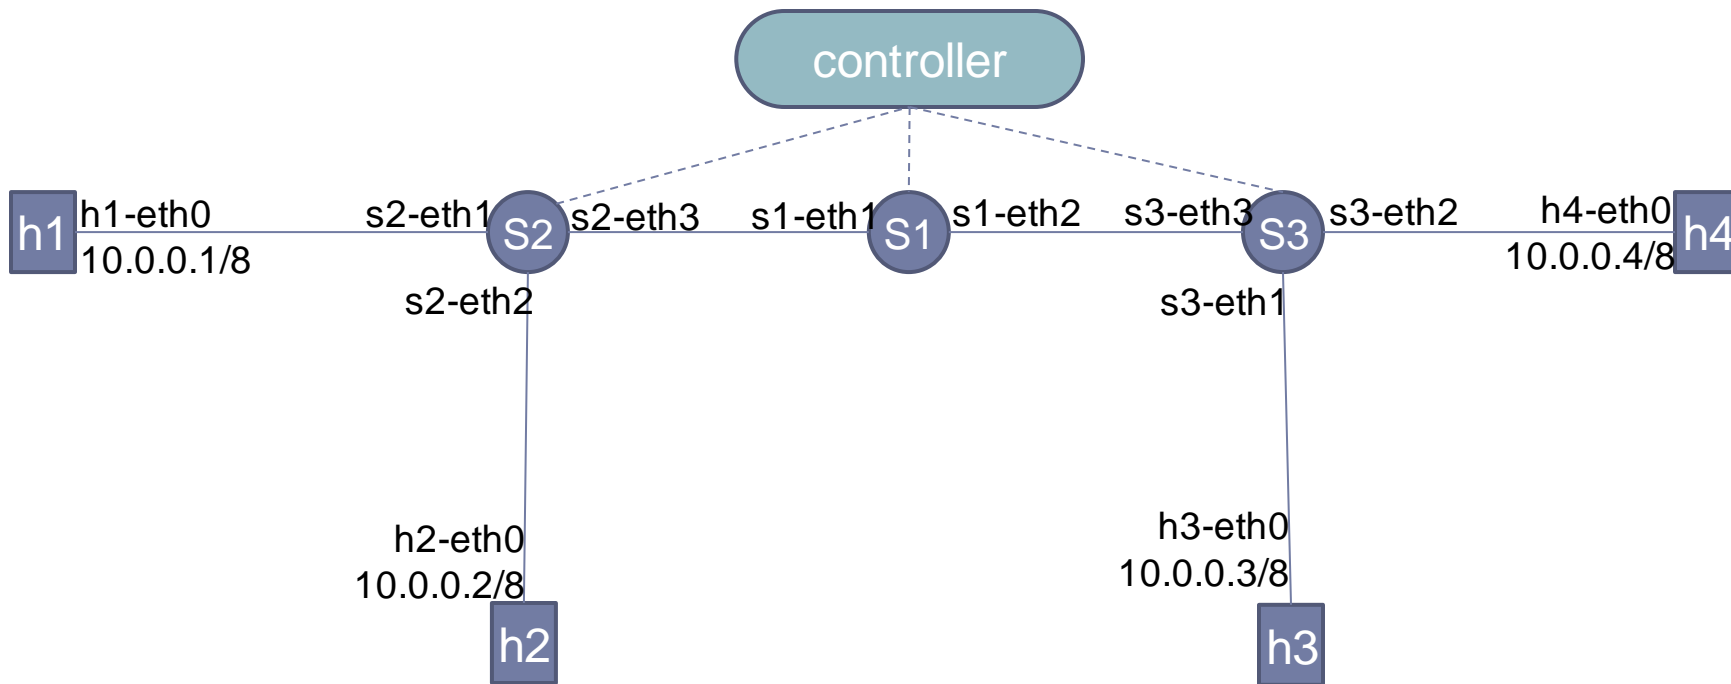 controller
h1
h1-eth0
10.0.0.1/8
s2-eth1
S2
s2-eth3
s1-eth1
S1
s1-eth2
s3-eth3
S3
s3-eth2
h4-eth0
10.0.0.4/8
h4
s2-eth2
s3-eth1
h2-eth0
10.0.0.2/8
h2
h3-eth0
10.0.0.3/8
h3